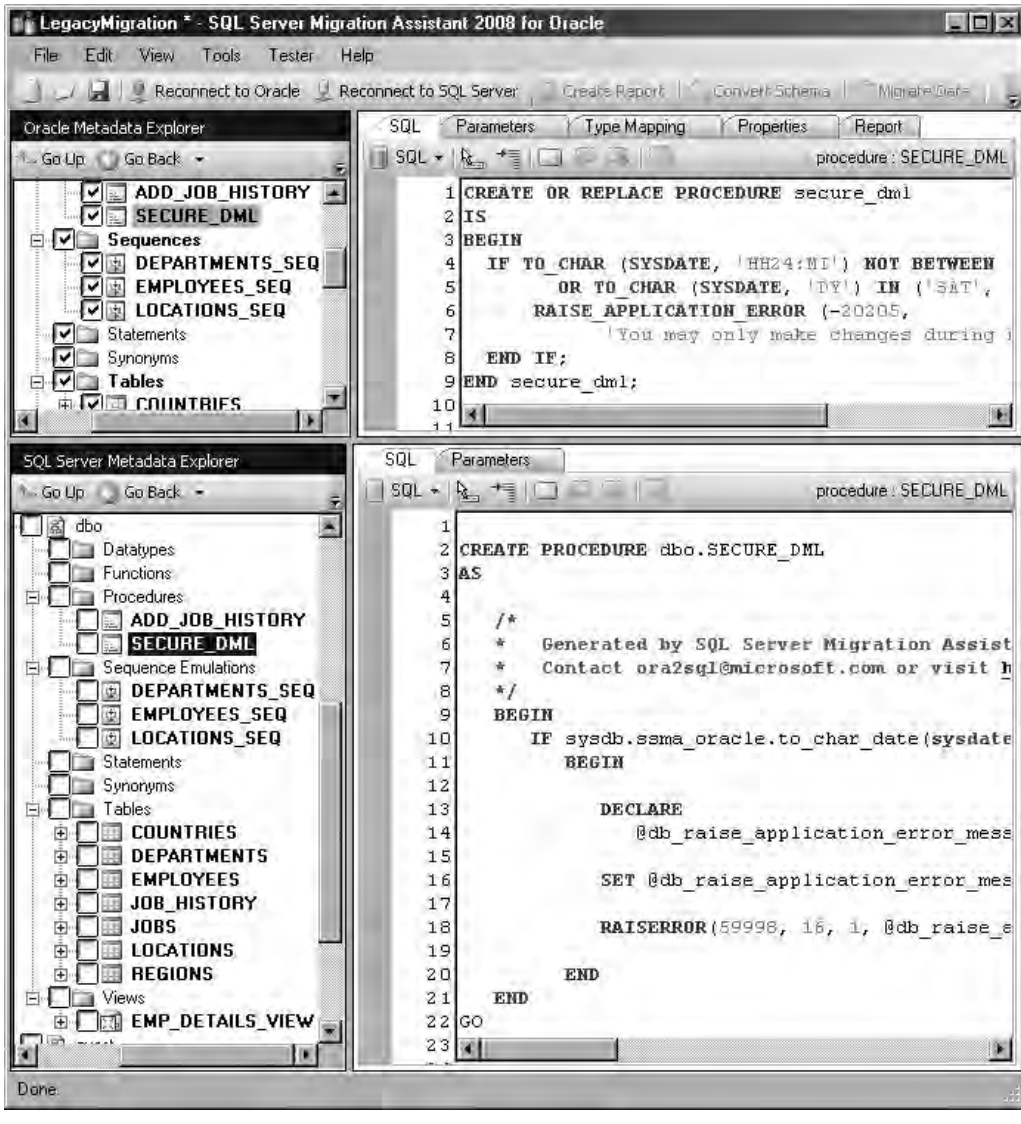 LegacyMigration * - SQL Server Migration Assistant 2008 for Oracle
File Edit View Tools Tester Help
Reconnect to Oracle Reconnect to SQL Server Create Report Convert Schema Migrate Data
Oracle Metadata Explorer
Go Up Go Back
ADD_JOB_HISTORY
SECURE_DML
Sequences
DEPARTMENTS_SEQ
EMPLOYEES_SEQ
LOCATIONS_SEQ
Statements
Synonyms
Tables
COUNTRIES
SQL Parameters Type Mapping Properties Report
SQL procedure : SECURE_DML
1 CREATE OR REPLACE PROCEDURE secure_dml
2 IS
3 BEGIN
4 IF TO_CHAR (SYSDATE, 'HH24:MI') NOT BETWEEN
5 OR TO_CHAR (SYSDATE, 'DY') IN ('SAT',
6 RAISE_APPLICATION_ERROR (-20205,
7 'You may only make changes during
8 END IF;
9 END secure_dml;
10
11
SQL Server Metadata Explorer
Go Up Go Back
dbo
Datatypes
Functions
Procedures
ADD_JOB_HISTORY
SECURE_DML
Sequence Emulations
DEPARTMENTS_SEQ
EMPLOYEES_SEQ
LOCATIONS_SEQ
Statements
Synonyms
Tables
COUNTRIES
DEPARTMENTS
EMPLOYEES
JOB_HISTORY
JOBS
LOCATIONS
REGIONS
Views
EMP_DETAILS_VIEW
SQL Parameters
SQL procedure : SECURE_DML
1
2 CREATE PROCEDURE dbo.SECURE_DML
3 AS
4
5 /*
6 * Generated by SQL Server Migration Assist
7 * Contact ora2sql@microsoft.com or visit h
8 */
9 BEGIN
10 IF sysdb.ssma_oracle.to_char_date(sysdate
11 BEGIN
12
13 DECLARE
14 @db_raise_application_error_mess
15
16 SET @db_raise_application_error_mes
17
18 RAISERROR(59998, 16, 1, @db_raise_a
19
20 END
21 END
22 GO
23
Done.